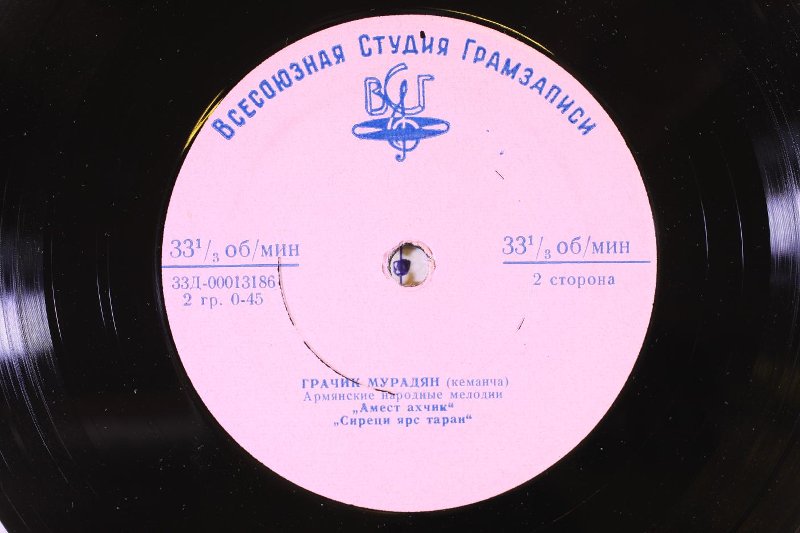 Всесоюзная Студия Грамзаписи
ВСГ
33¹/₃ об/мин
33Д-00013186
2 гр. 0-45
33¹/₃ об/мин
2 сторона
ГРАЧИК МУРАДЯН (кеманча)
Армянские народные мелодии
„Амест ахчик“
„Сиреци ярс таран“